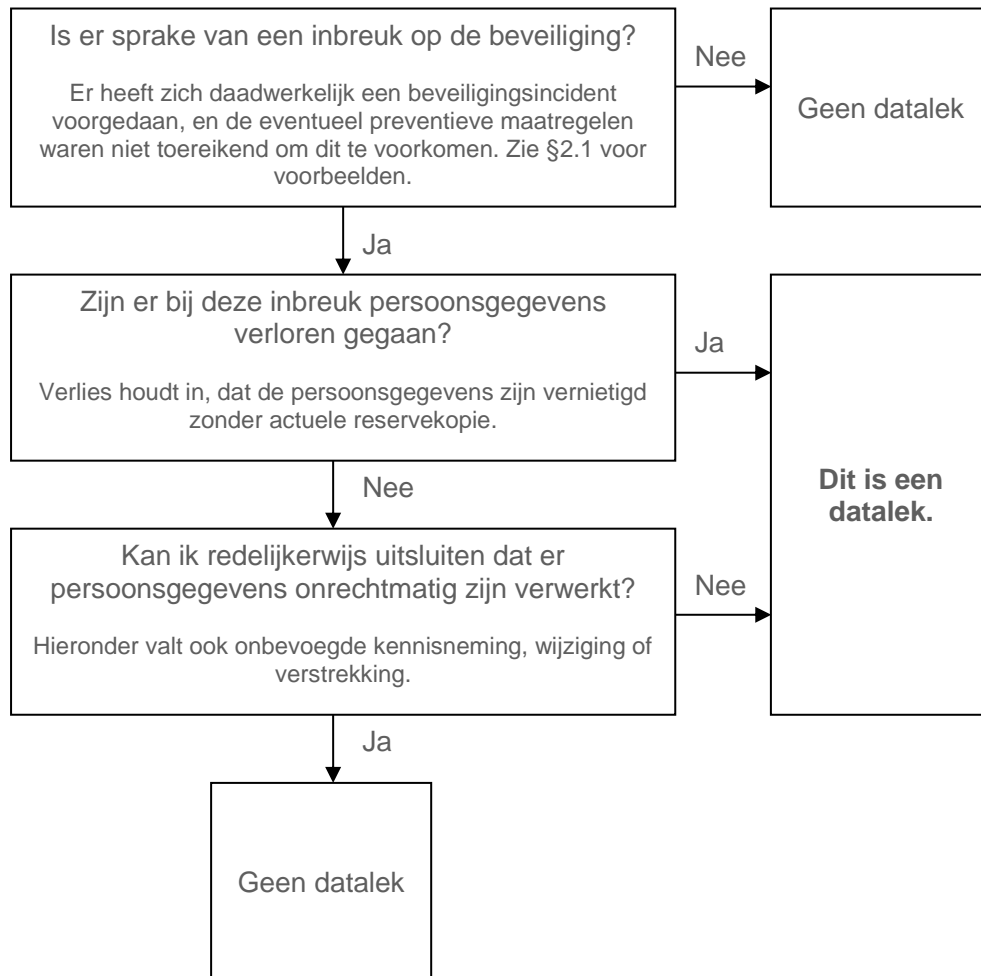 Is er sprake van een inbreuk op de beveiliging?
Er heeft zich daadwerkelijk een beveiligingsincident
voorgedaan, en de eventueel preventieve maatregelen
waren niet toereikend om dit te voorkomen. Zie §2.1 voor
voorbeelden.
Nee
Geen datalek
Ja
Zijn er bij deze inbreuk persoonsgegevens
verloren gegaan?
Verlies houdt in, dat de persoonsgegevens zijn vernietigd
zonder actuele reservekopie.
Ja
Dit is een
datalek.
Nee
Kan ik redelijkerwijs uitsluiten dat er
persoonsgegevens onrechtmatig zijn verwerkt?
Hieronder valt ook onbevoegde kennisneming, wijziging of
verstrekking.
Nee
Ja
Geen datalek